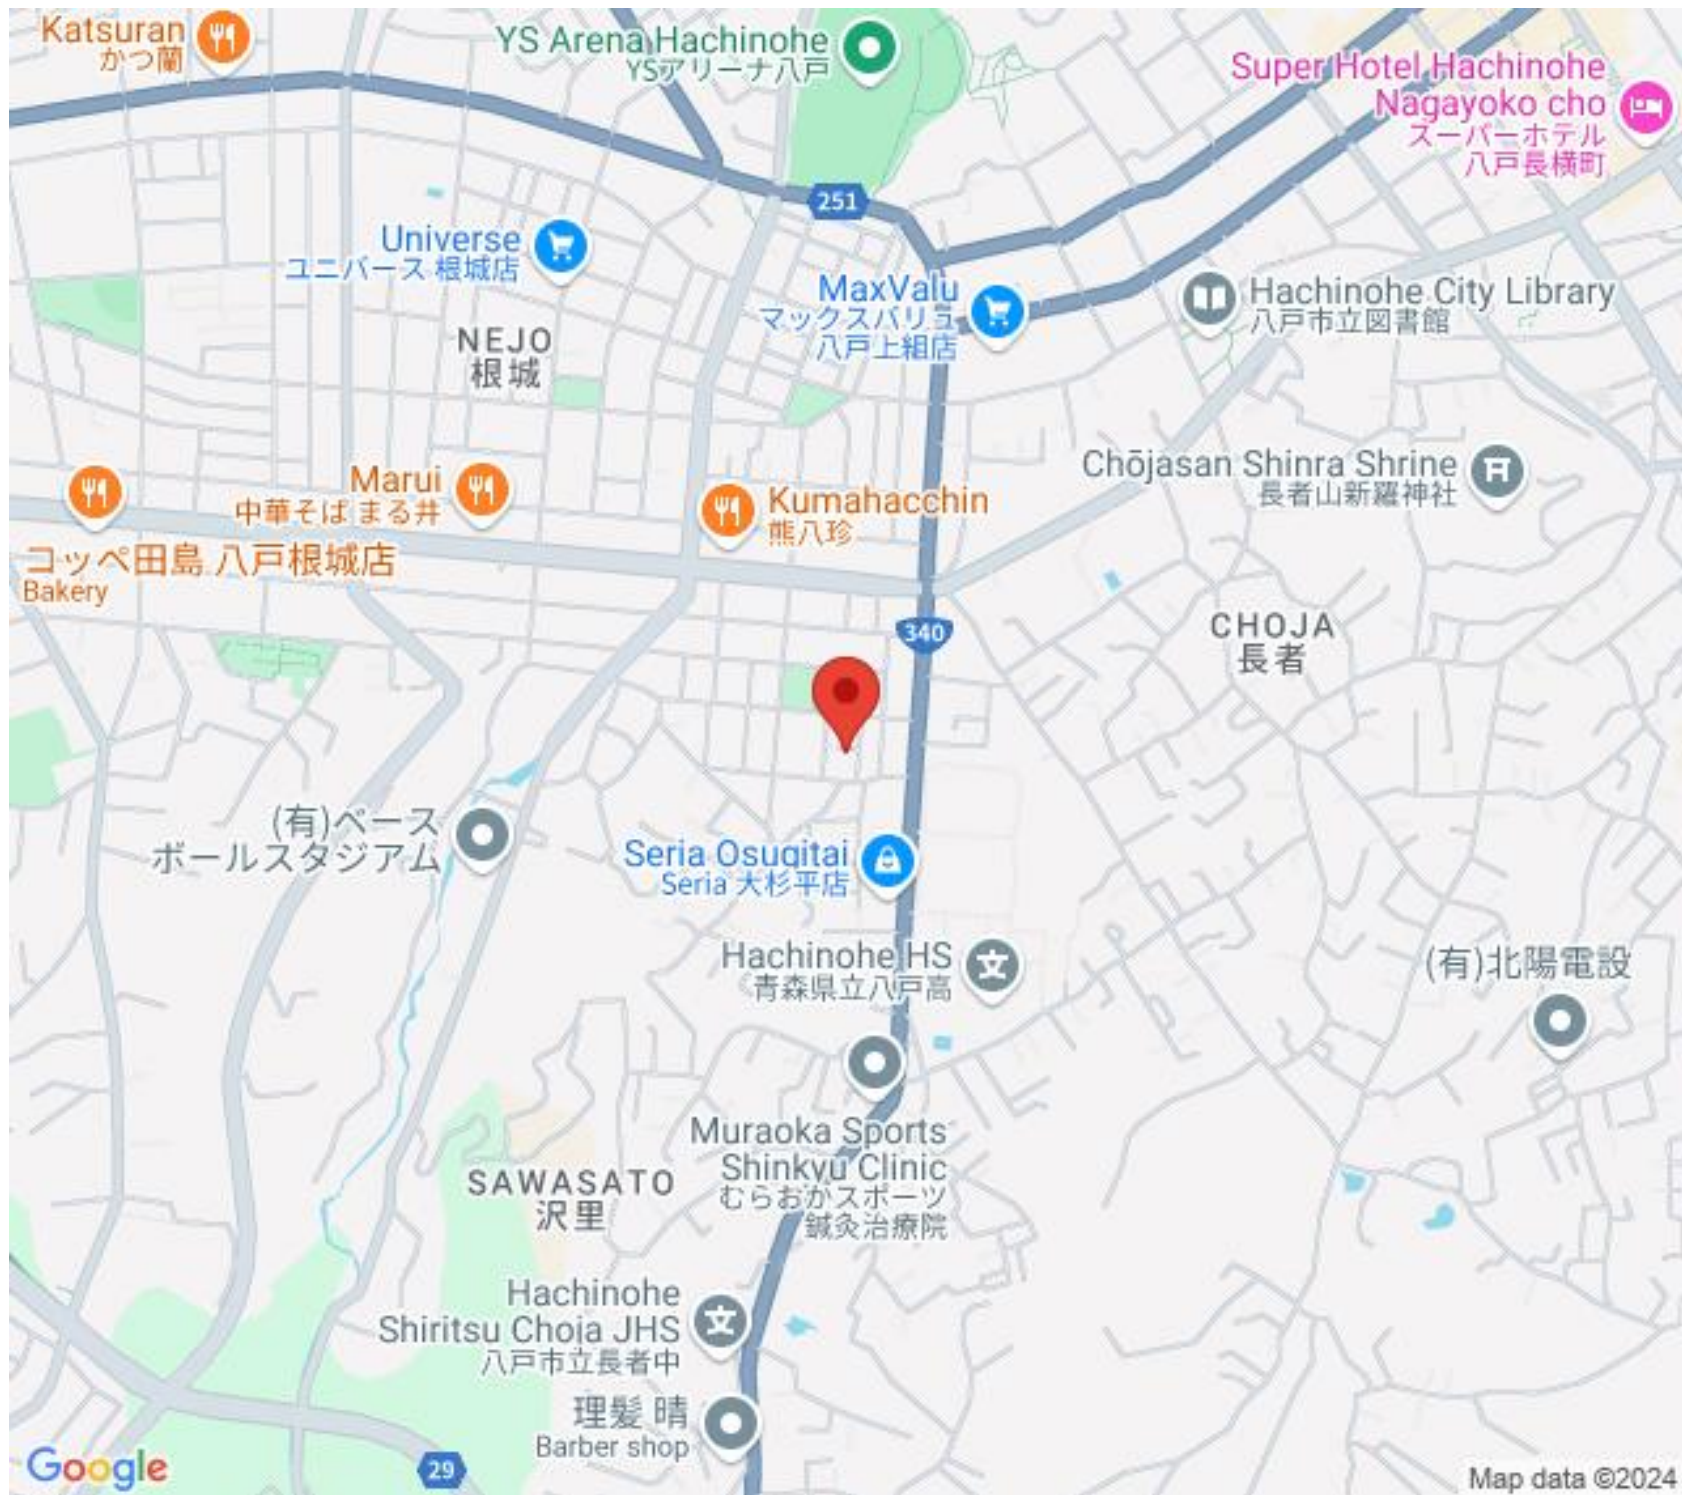 Katsuran
かつ蘭
YS Arena Hachinohe
YSアリーナ八戸
Super Hotel Hachinohe
Nagayoko cho
スーパーホテル
八戸長横町
251
Universe
ユニバース 根城店
MaxValu
マックスバリュ
八戸上組店
Hachinohe City Library
八戸市立図書館
NEJO
根城
Marui
中華そば まる井
Kumahacchin
熊八珍
Chōjasan Shinra Shrine
長者山新羅神社
コッペ田島 八戸根城店
Bakery
340
CHOJA
長者
(有)ベース
ボールスタジアム
Seria Osugitai
Seria 大杉平店
Hachinohe HS
青森県立八戸高
(有)北陽電設
Muraoka Sports
Shinkyu Clinic
むらおかスポーツ
鍼灸治療院
SAWASATO
沢里
Hachinohe
Shiritsu Choja JHS
八戸市立長者中
理髪 晴
Barber shop
29
Google
Map data ©2024